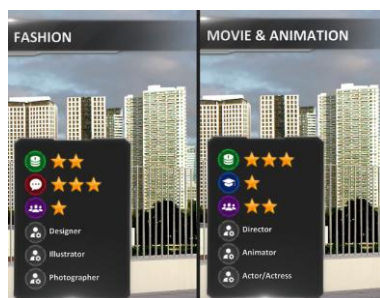 FASHION
Designer
Illustrator
Photographer
MOVIE & ANIMATION
Director
Animator
Actor/Actress